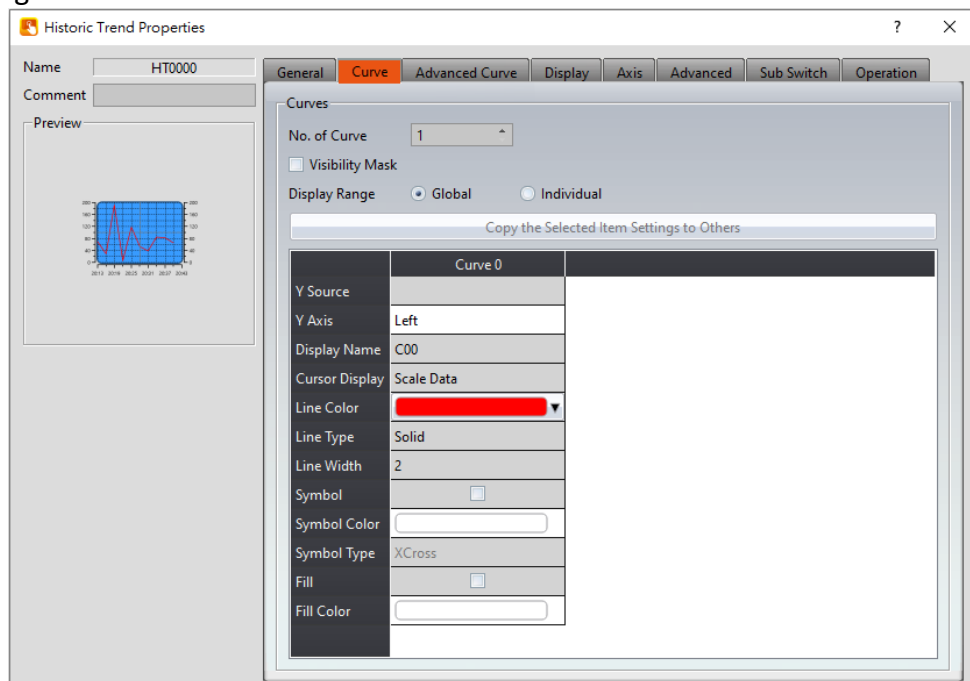 Historic Trend Properties ? ×
Name HT0000
Comment
Preview
General Curve Advanced Curve Display Axis Advanced Sub Switch Operation
Curves
No. of Curve 1
Visibility Mask
Display Range Global Individual
Copy the Selected Item Settings to Others
Curve 0
Y Source
Y Axis Left
Display Name C00
Cursor Display Scale Data
Line Color
Line Type Solid
Line Width 2
Symbol
Symbol Color
Symbol Type XCross
Fill
Fill Color